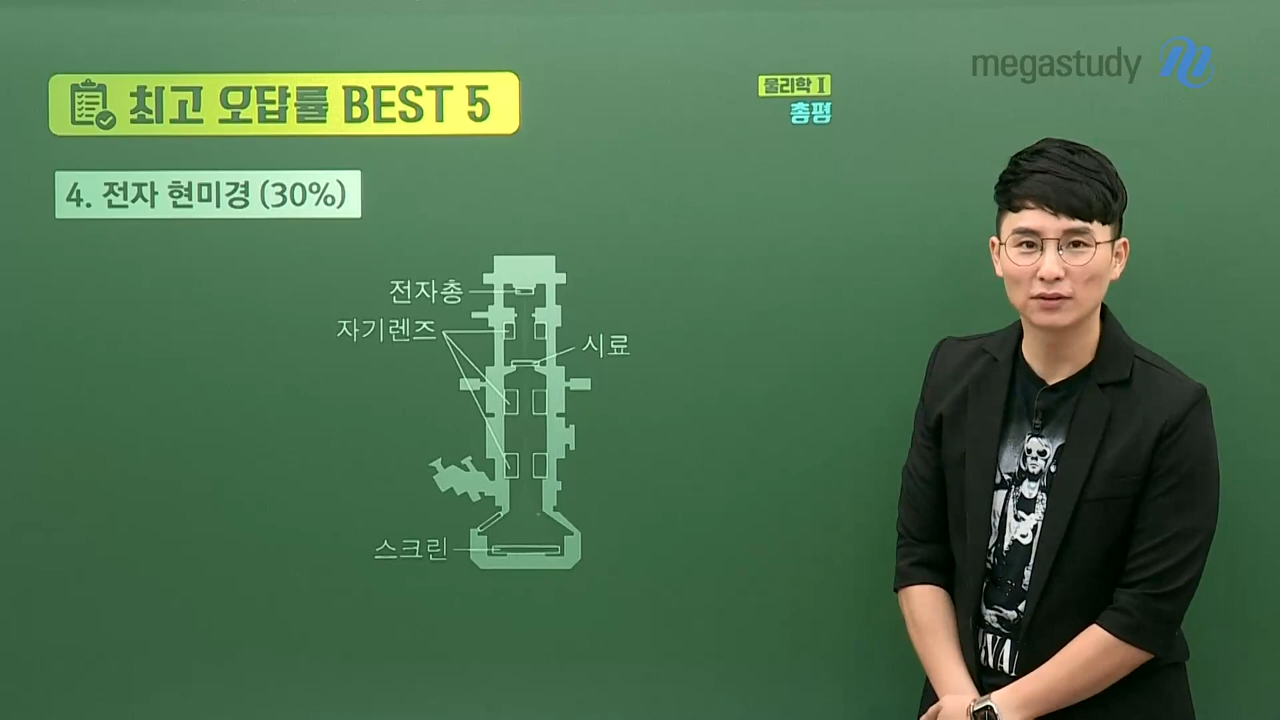 megastudy
최고 오답률 BEST 5
물리학 I
총평
4. 전자 현미경 (30%)
전자총
자기렌즈
시료
스크린